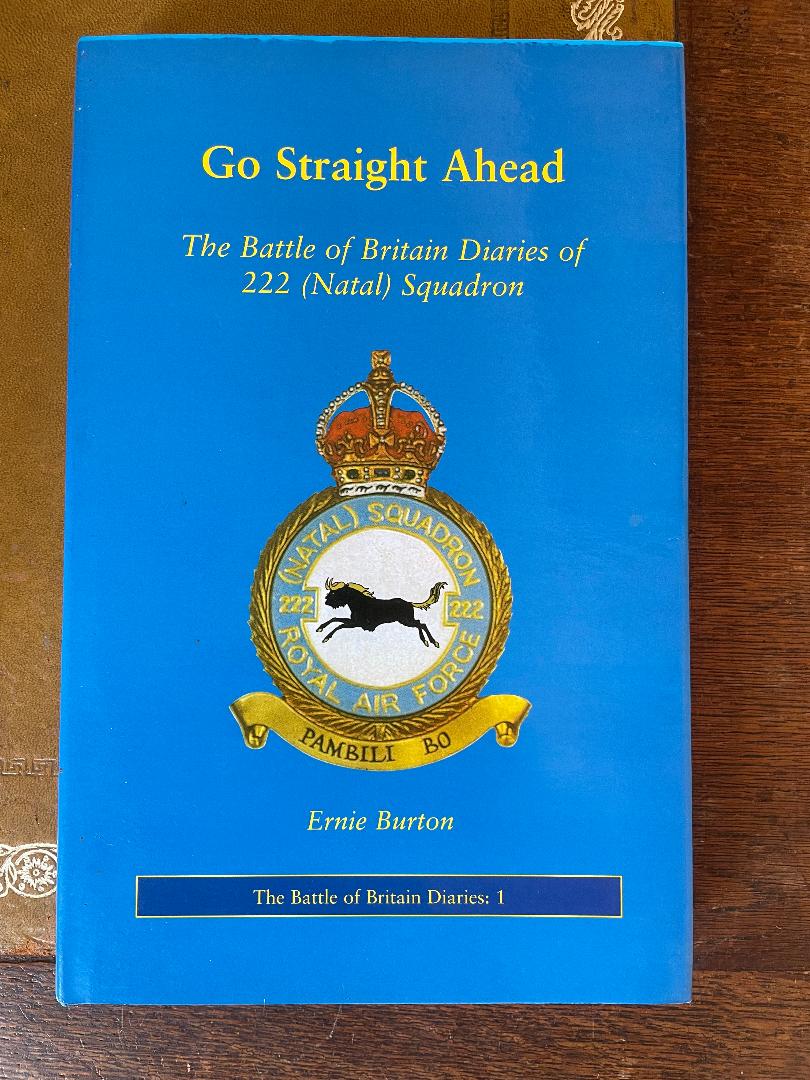 Go Straight Ahead
The Battle of Britain Diaries of
222 (Natal) Squadron
(NATAL) SQUADRON
222
222
ROYAL AIR FORCE
PAMBILI BO
Ernie Burton
The Battle of Britain Diaries: 1